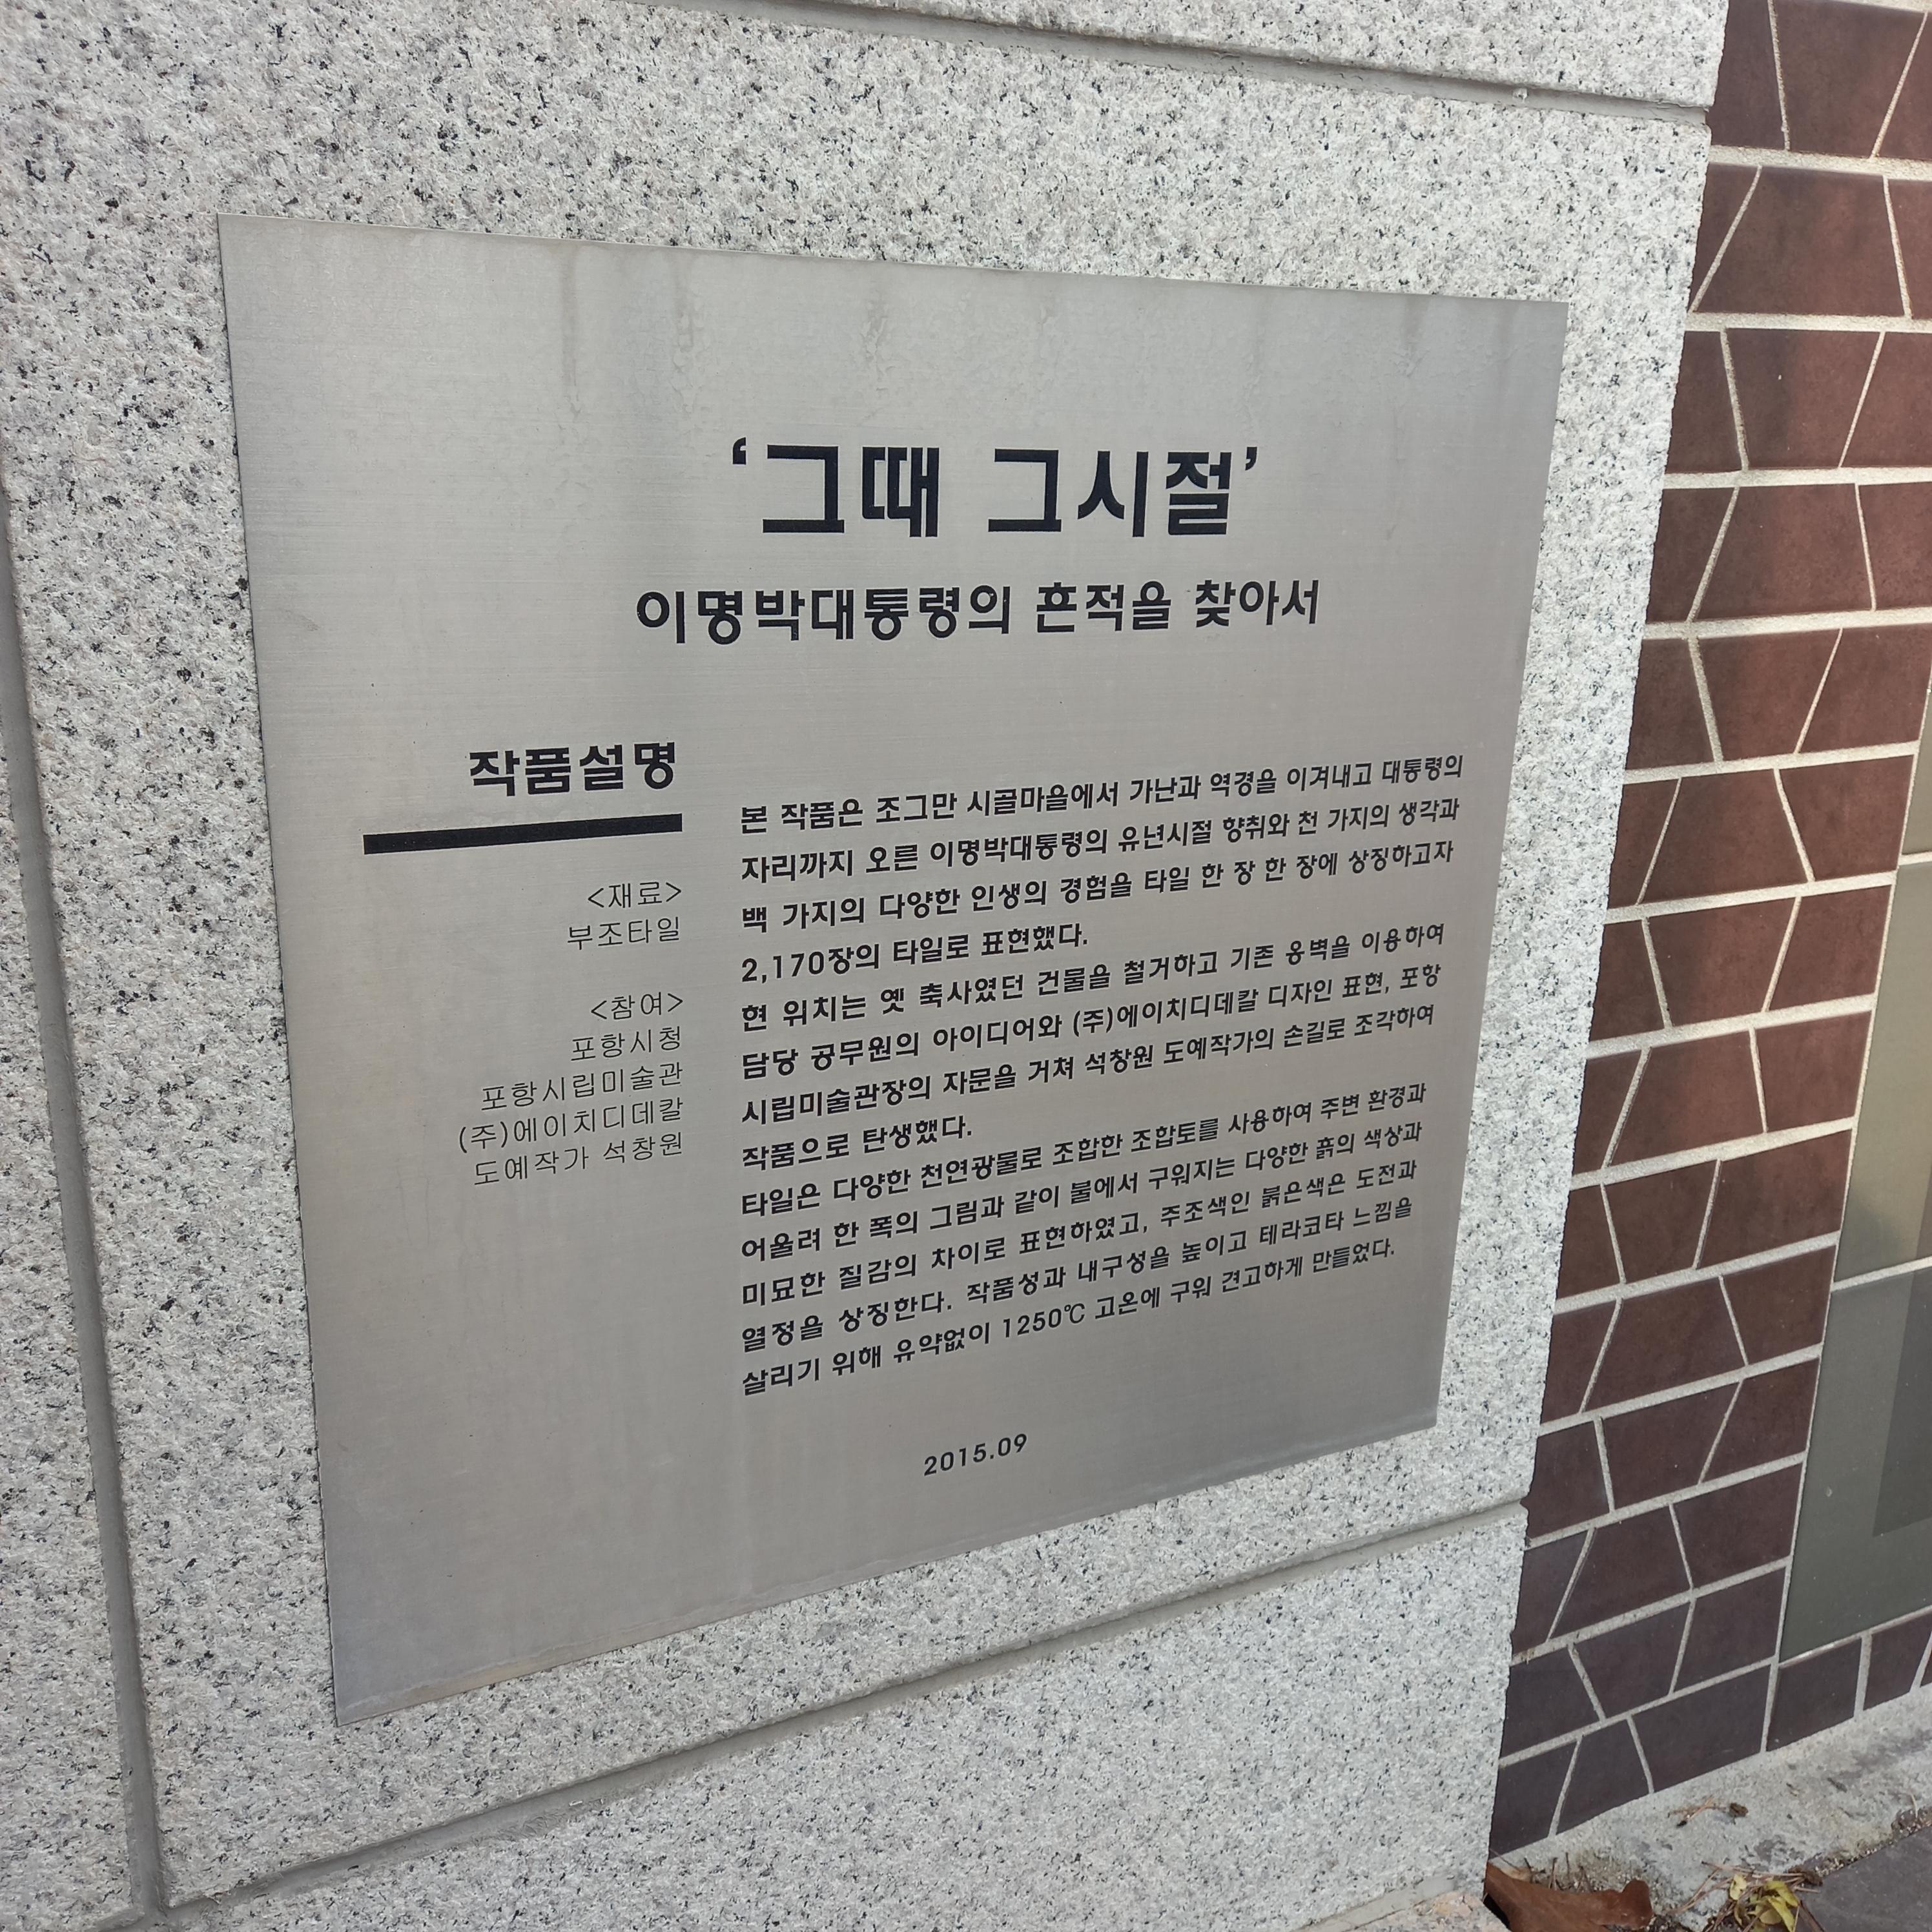 ‘그때 그시절’
이명박대통령의 흔적을 찾아서
작품설명
<재료>
부조타일
<참여>
포항시청
포항시립미술관
(주)에이치디데칼
도예작가 석창원
본 작품은 조그만 시골마을에서 가난과 역경을 이겨내고 대통령의
자리까지 오른 이명박대통령의 유년시절 향취와 천 가지의 생각과
백 가지의 다양한 인생의 경험을 타일 한 장 한 장에 상징하고자
2,170장의 타일로 표현했다.
현 위치는 옛 축사였던 건물을 철거하고 기존 옹벽을 이용하여
담당 공무원의 아이디어와 (주)에이치디데칼 디자인 표현, 포항
시립미술관장의 자문을 거쳐 석창원 도예작가의 손길로 조각하여
작품으로 탄생했다.
타일은 다양한 천연광물로 조합한 조합토를 사용하여 주변 환경과
어울려 한 폭의 그림과 같이 불에서 구워지는 다양한 흙의 색상과
미묘한 질감의 차이로 표현하였고, 주조색인 붉은색은 도전과
열정을 상징한다. 작품성과 내구성을 높이고 테라코타 느낌을
살리기 위해 유약없이 1250℃ 고온에 구워 견고하게 만들었다.
2015.09